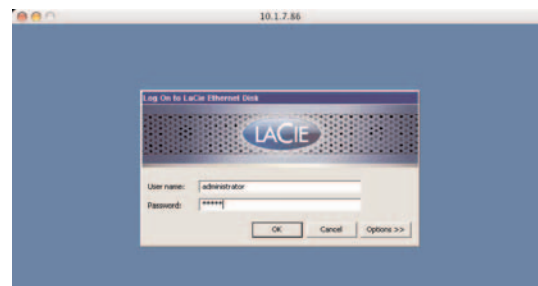 10.1.7.86
Log On to LaCie Ethernet Disk
LACIE
User name: administrator
Password: *****
OK Cancel Options >>